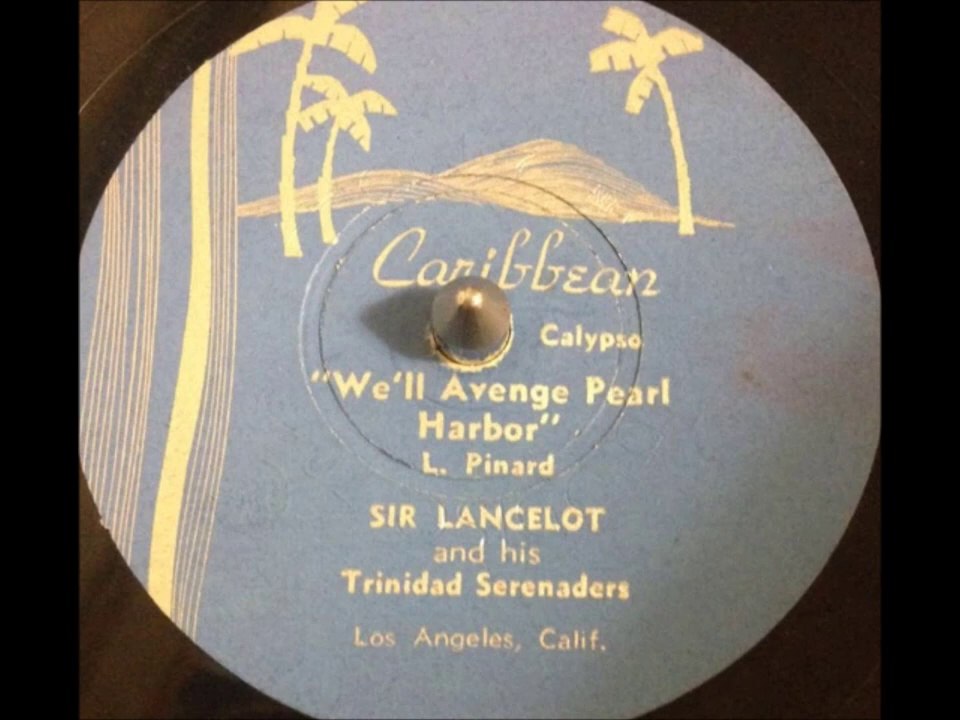 Caribbean
Calypso
"We'll Avenge Pearl
Harbor"
L. Pinard
SIR LANCELOT
and his
Trinidad Serenaders
Los Angeles, Calif.